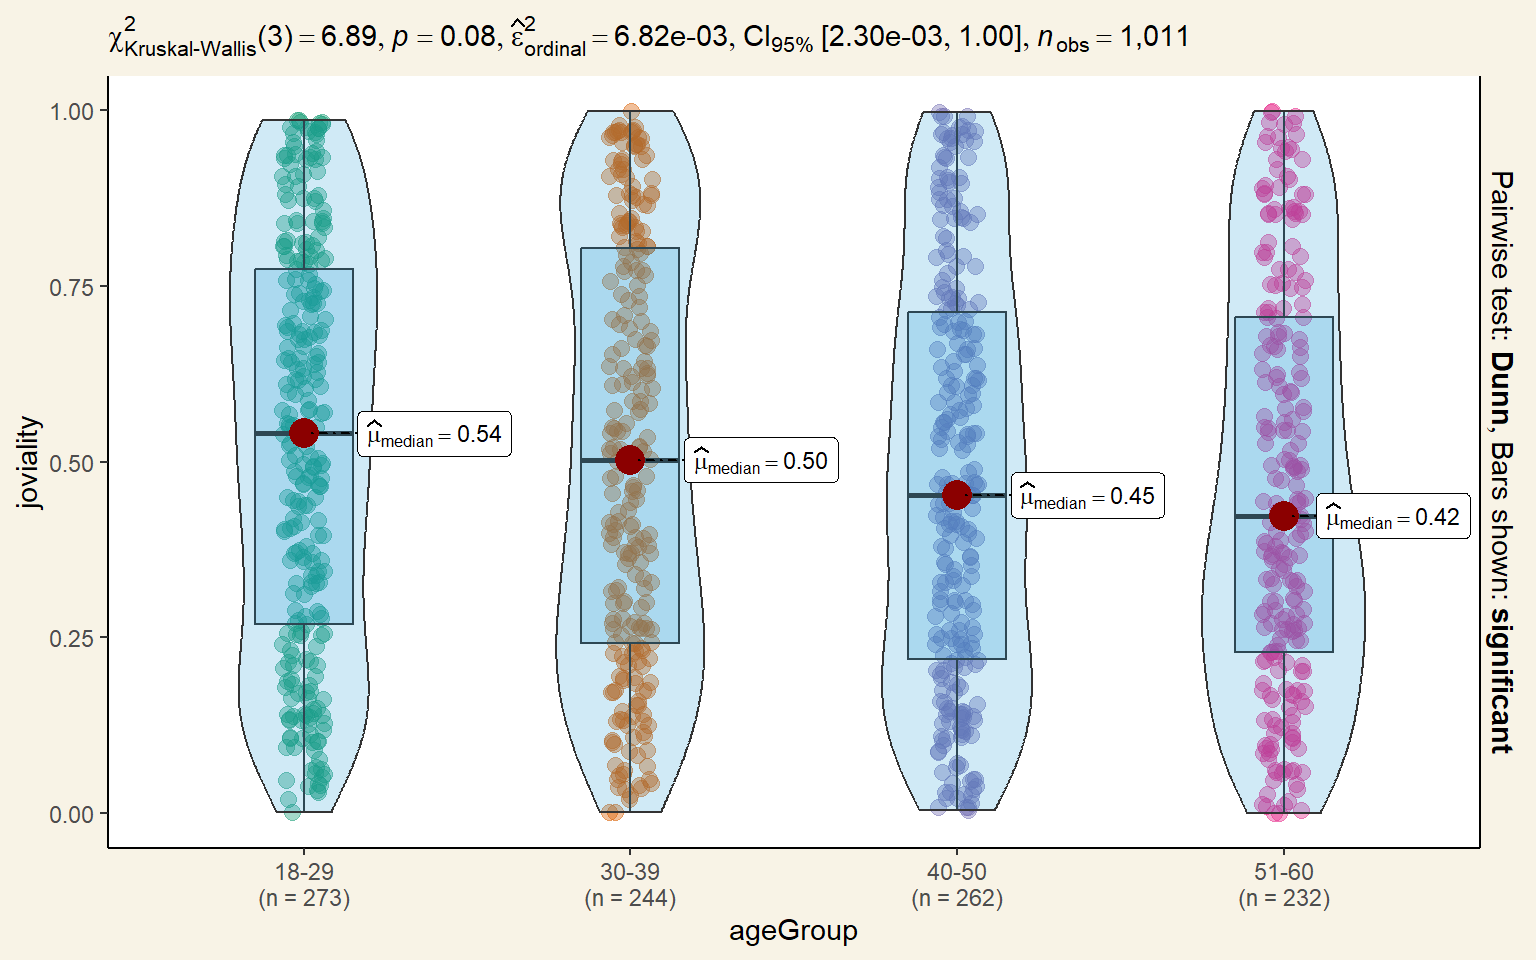 χ²Kruskal-Wallis(3) = 6.89, p = 0.08, ε̂²ordinal = 6.82e-03, CI95% [2.30e-03, 1.00], nobs = 1,011
joviality
1.00
0.75
0.50
0.25
0.00
μ̂median = 0.54
μ̂median = 0.50
μ̂median = 0.45
μ̂median = 0.42
18-29
(n = 273)
30-39
(n = 244)
40-50
(n = 262)
51-60
(n = 232)
ageGroup
Pairwise test: Dunn, Bars shown: significant